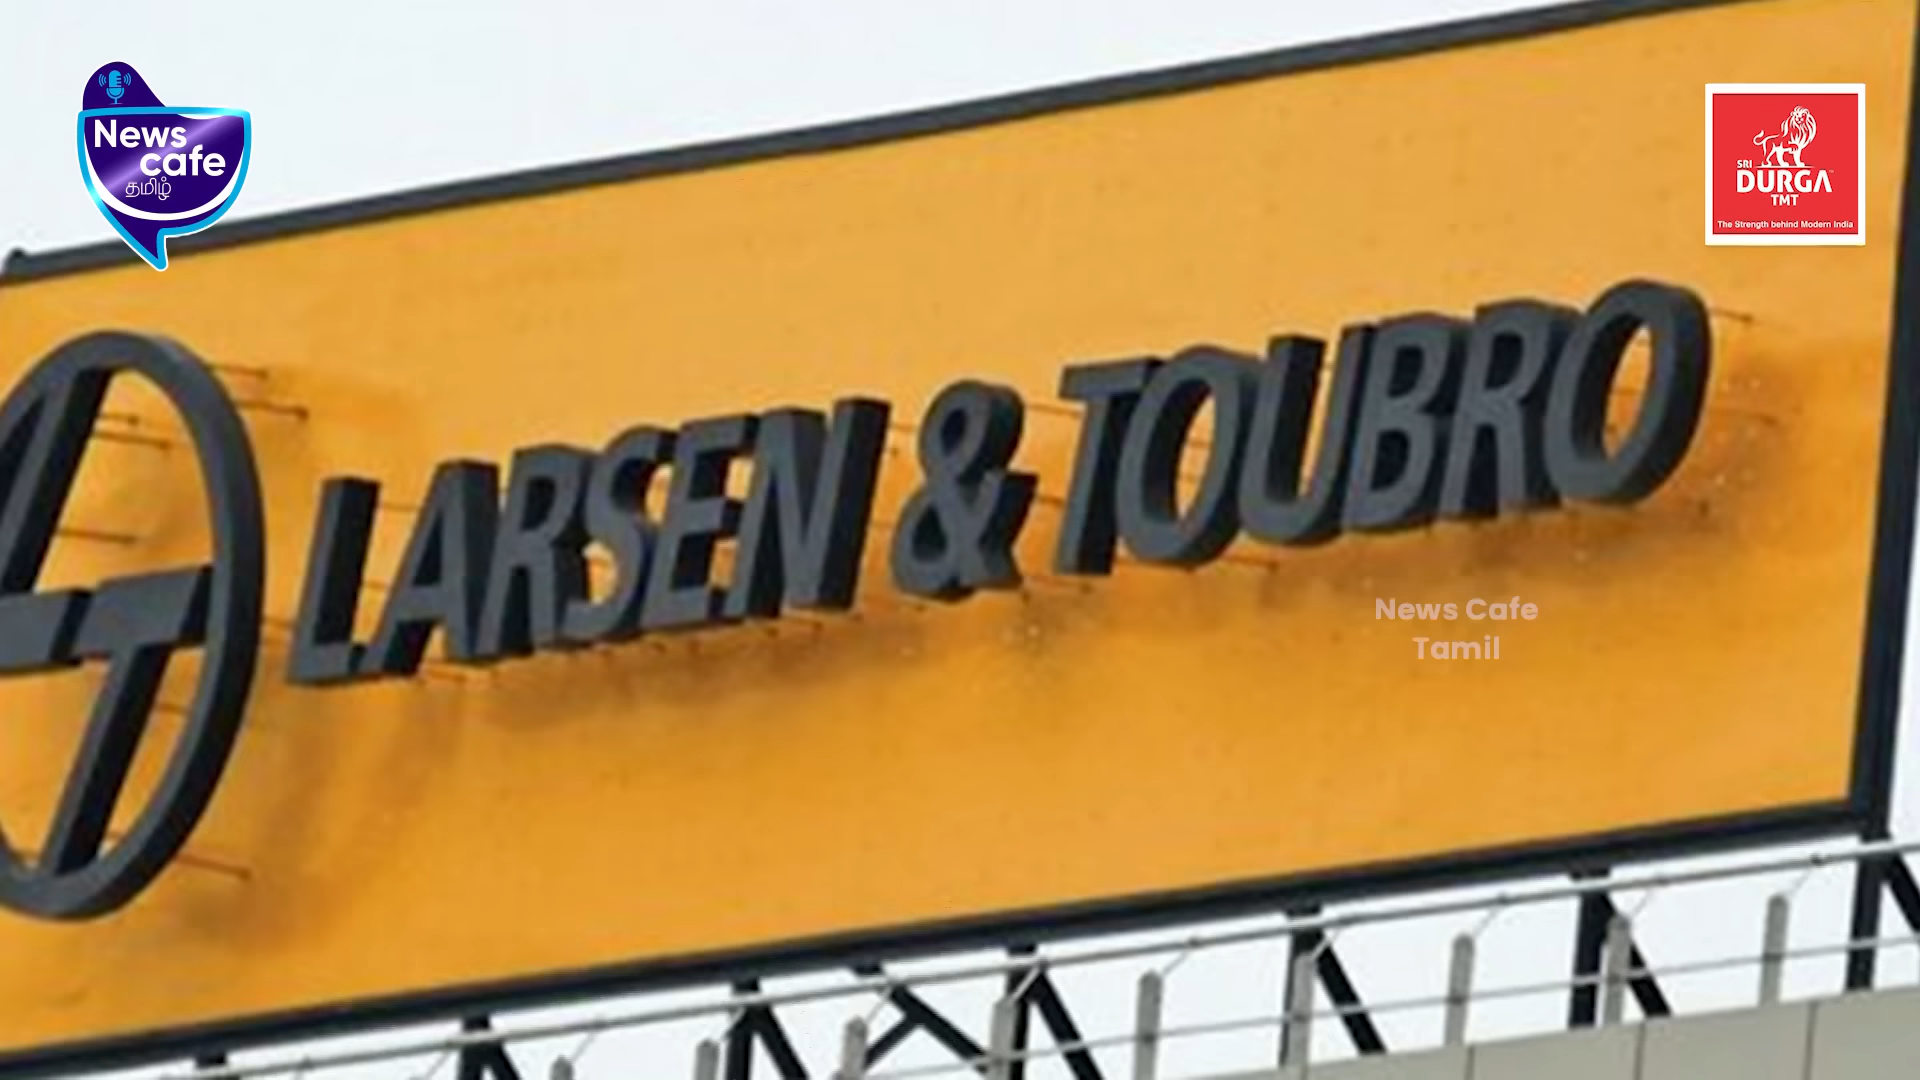 News
cafe
தமிழ்
SRI
DURGA
TMT
The Strength behind Modern India
LARSEN & TOUBRO
News Cafe
Tamil